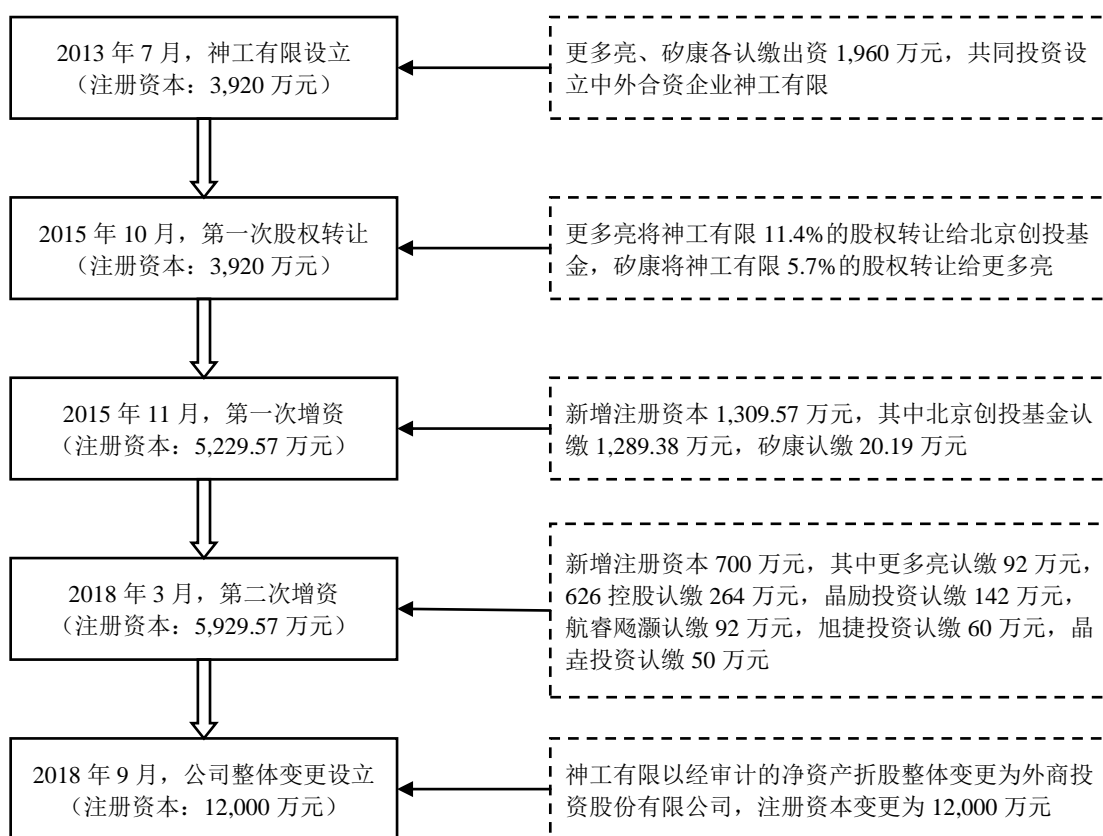 2013 年 7 月，神工有限设立
（注册资本：3,920 万元）
更多亮、矽康各认缴出资 1,960 万元，共同投资设
立中外合资企业神工有限
2015 年 10 月，第一次股权转让
（注册资本：3,920 万元）
更多亮将神工有限 11.4%的股权转让给北京创投基
金，矽康将神工有限 5.7%的股权转让给更多亮
2015 年 11 月，第一次增资
（注册资本：5,229.57 万元）
新增注册资本 1,309.57 万元，其中北京创投基金认
缴 1,289.38 万元，矽康认缴 20.19 万元
2018 年 3 月，第二次增资
（注册资本：5,929.57 万元）
新增注册资本 700 万元，其中更多亮认缴 92 万元，
626 控股认缴 264 万元，晶励投资认缴 142 万元，
航睿飏灏认缴 92 万元，旭捷投资认缴 60 万元，晶
垚投资认缴 50 万元
2018 年 9 月，公司整体变更设立
（注册资本：12,000 万元）
神工有限以经审计的净资产折股整体变更为外商投
资股份有限公司，注册资本变更为 12,000 万元